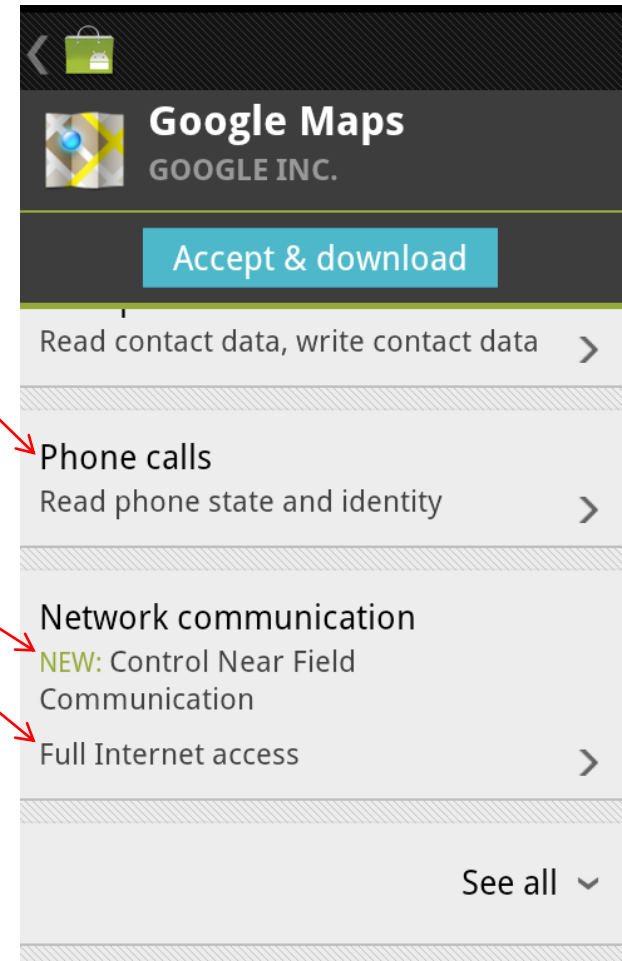 Google Maps
GOOGLE INC.
Accept & download
Read contact data, write contact data
Phone calls
Read phone state and identity
Network communication
NEW: Control Near Field
Communication
Full Internet access
See all